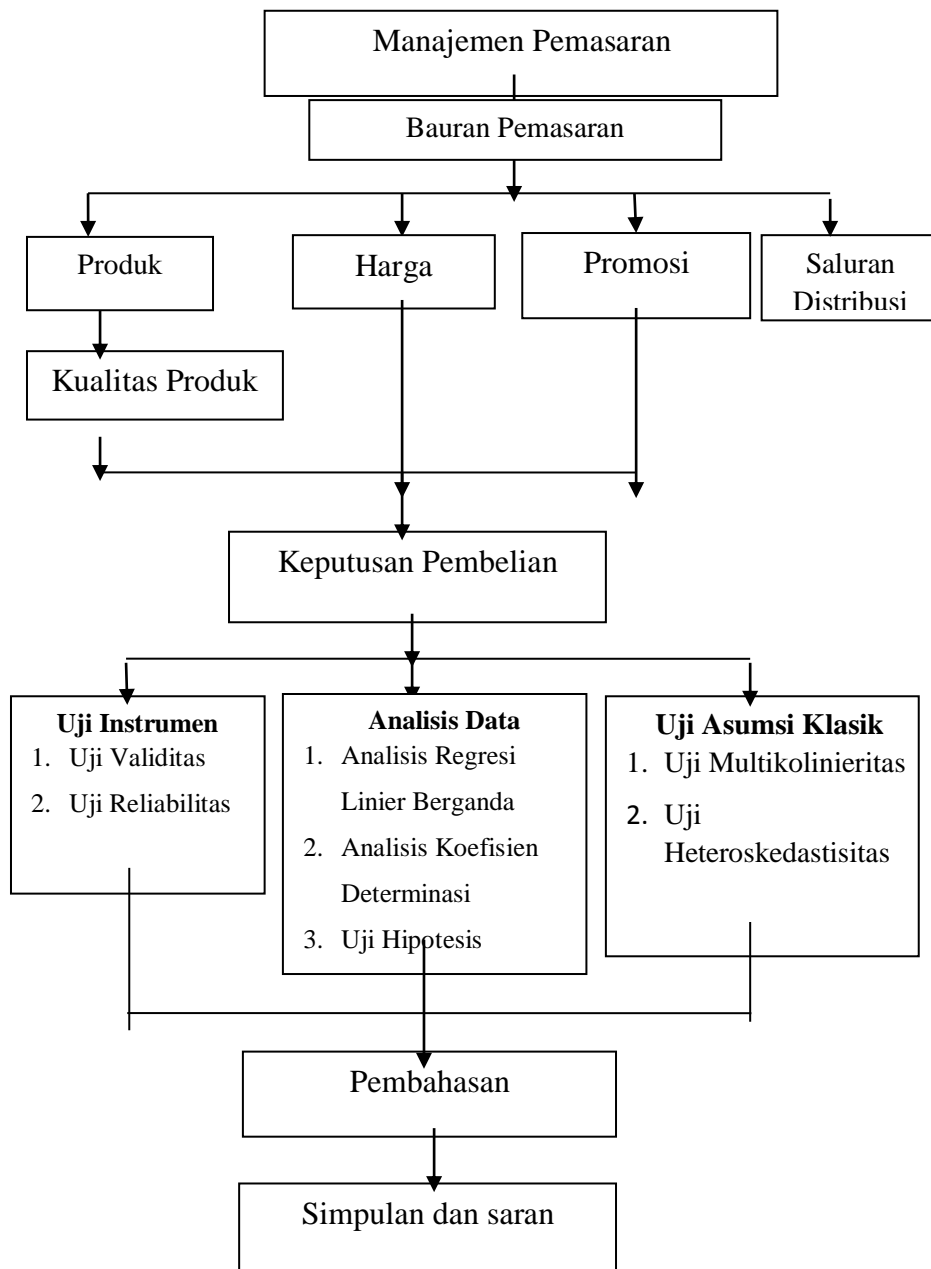 Manajemen Pemasaran
Bauran Pemasaran
Produk
Harga
Promosi
Saluran
Distribusi
Kualitas Produk
Keputusan Pembelian
Uji Instrumen
1. Uji Validitas
2. Uji Reliabilitas
Analisis Data
1. Analisis Regresi
Linier Berganda
2. Analisis Koefisien
Determinasi
3. Uji Hipotesis
Uji Asumsi Klasik
1. Uji Multikolinieritas
2. Uji
Heteroskedastisitas
Pembahasan
Simpulan dan saran